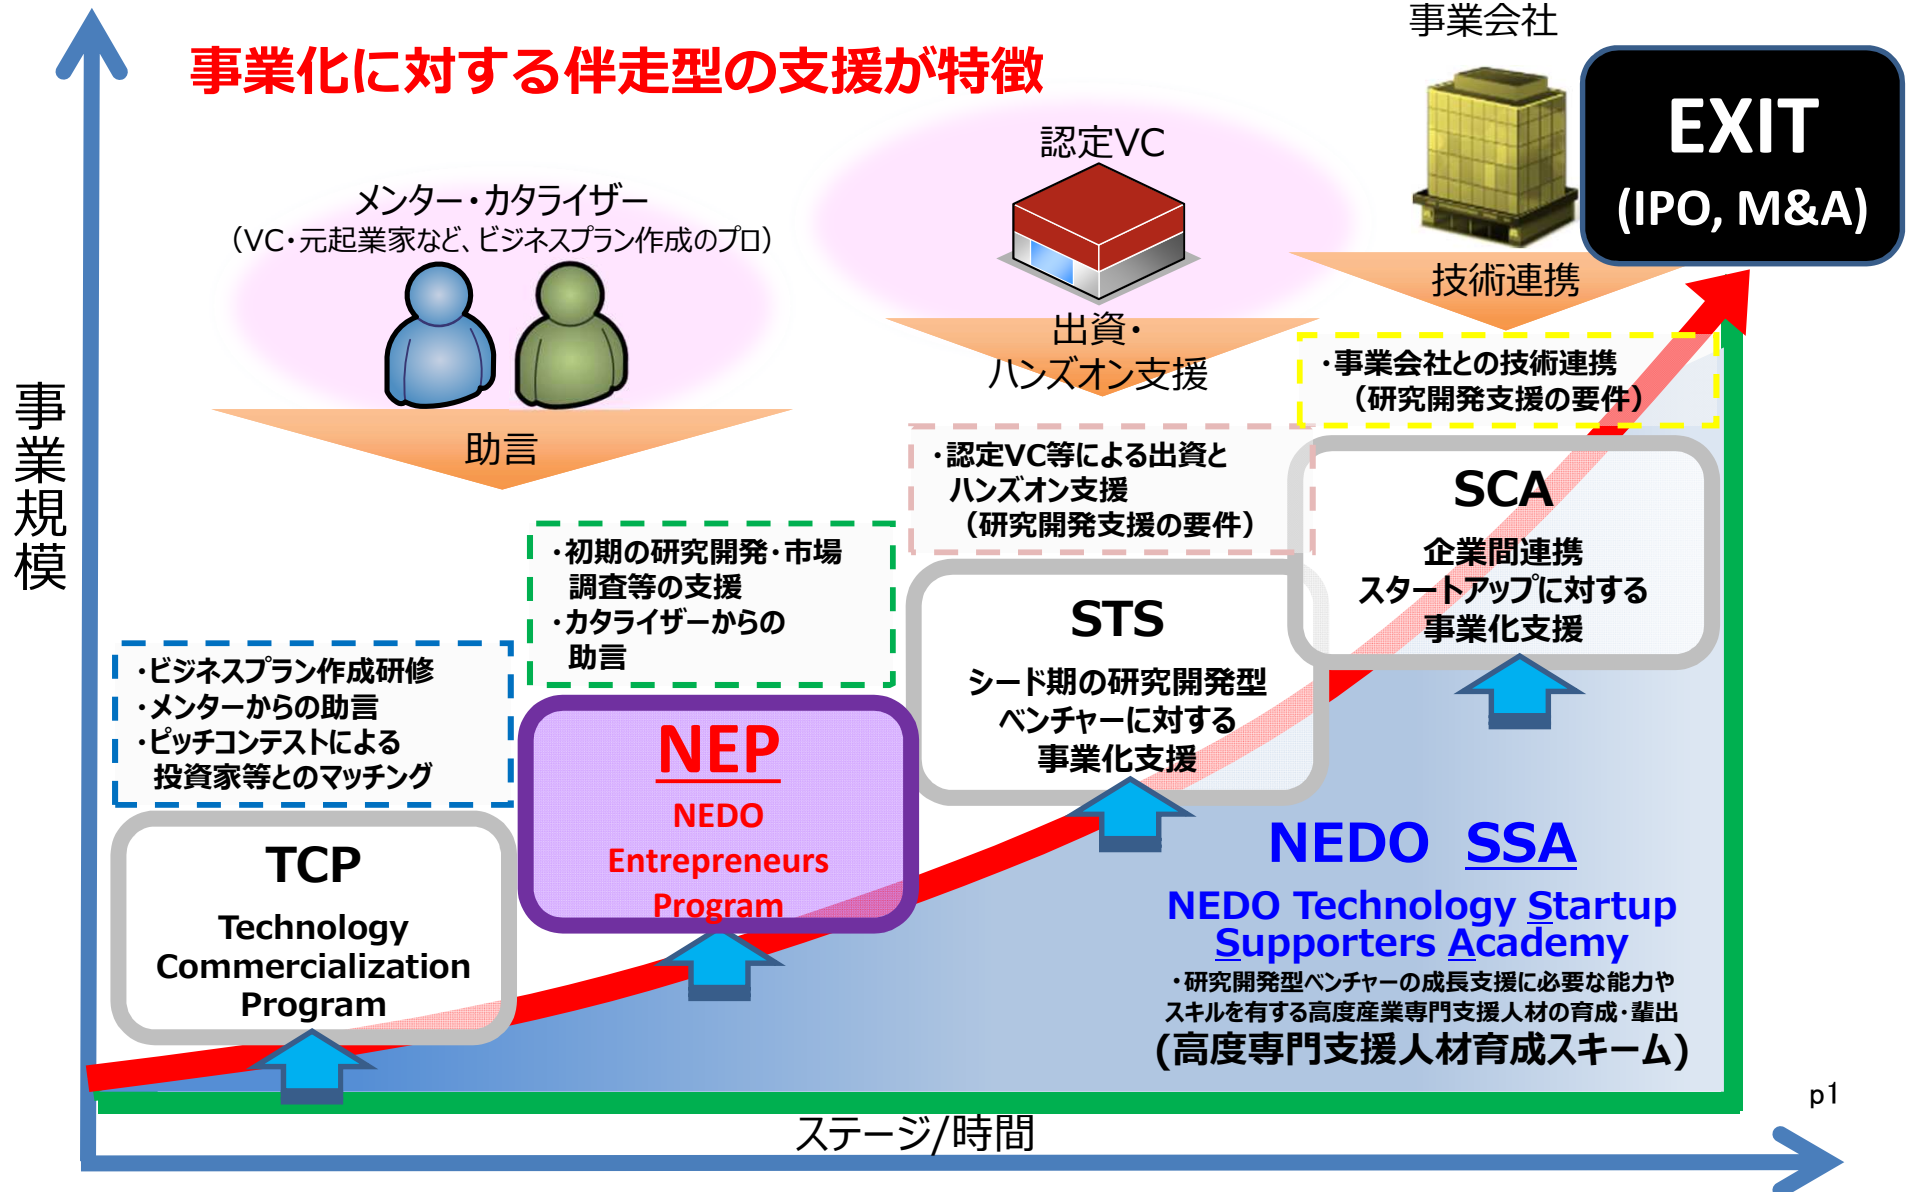 事業化に対する伴走型の支援が特徴
事業会社
EXIT
(IPO, M&A)
認定VC
メンター・カタライザー
（VC・元起業家など、ビジネスプラン作成のプロ）
技術連携
出資・
ハンズオン支援
助言
事業規模
・事業会社との技術連携
（研究開発支援の要件）
・認定VC等による出資と
ハンズオン支援
（研究開発支援の要件）
・初期の研究開発・市場
調査等の支援
・カタライザーからの
助言
・ビジネスプラン作成研修
・メンターからの助言
・ピッチコンテストによる
投資家等とのマッチング
TCP
Technology
Commercialization
Program
NEP
NEDO
Entrepreneurs
Program
STS
シード期の研究開発型
ベンチャーに対する
事業化支援
SCA
企業間連携
スタートアップに対する
事業化支援
NEDO SSA
NEDO Technology Startup
Supporters Academy
・研究開発型ベンチャーの成長支援に必要な能力や
スキルを有する高度産業専門支援人材の育成・輩出
(高度専門支援人材育成スキーム)
ステージ/時間
p1